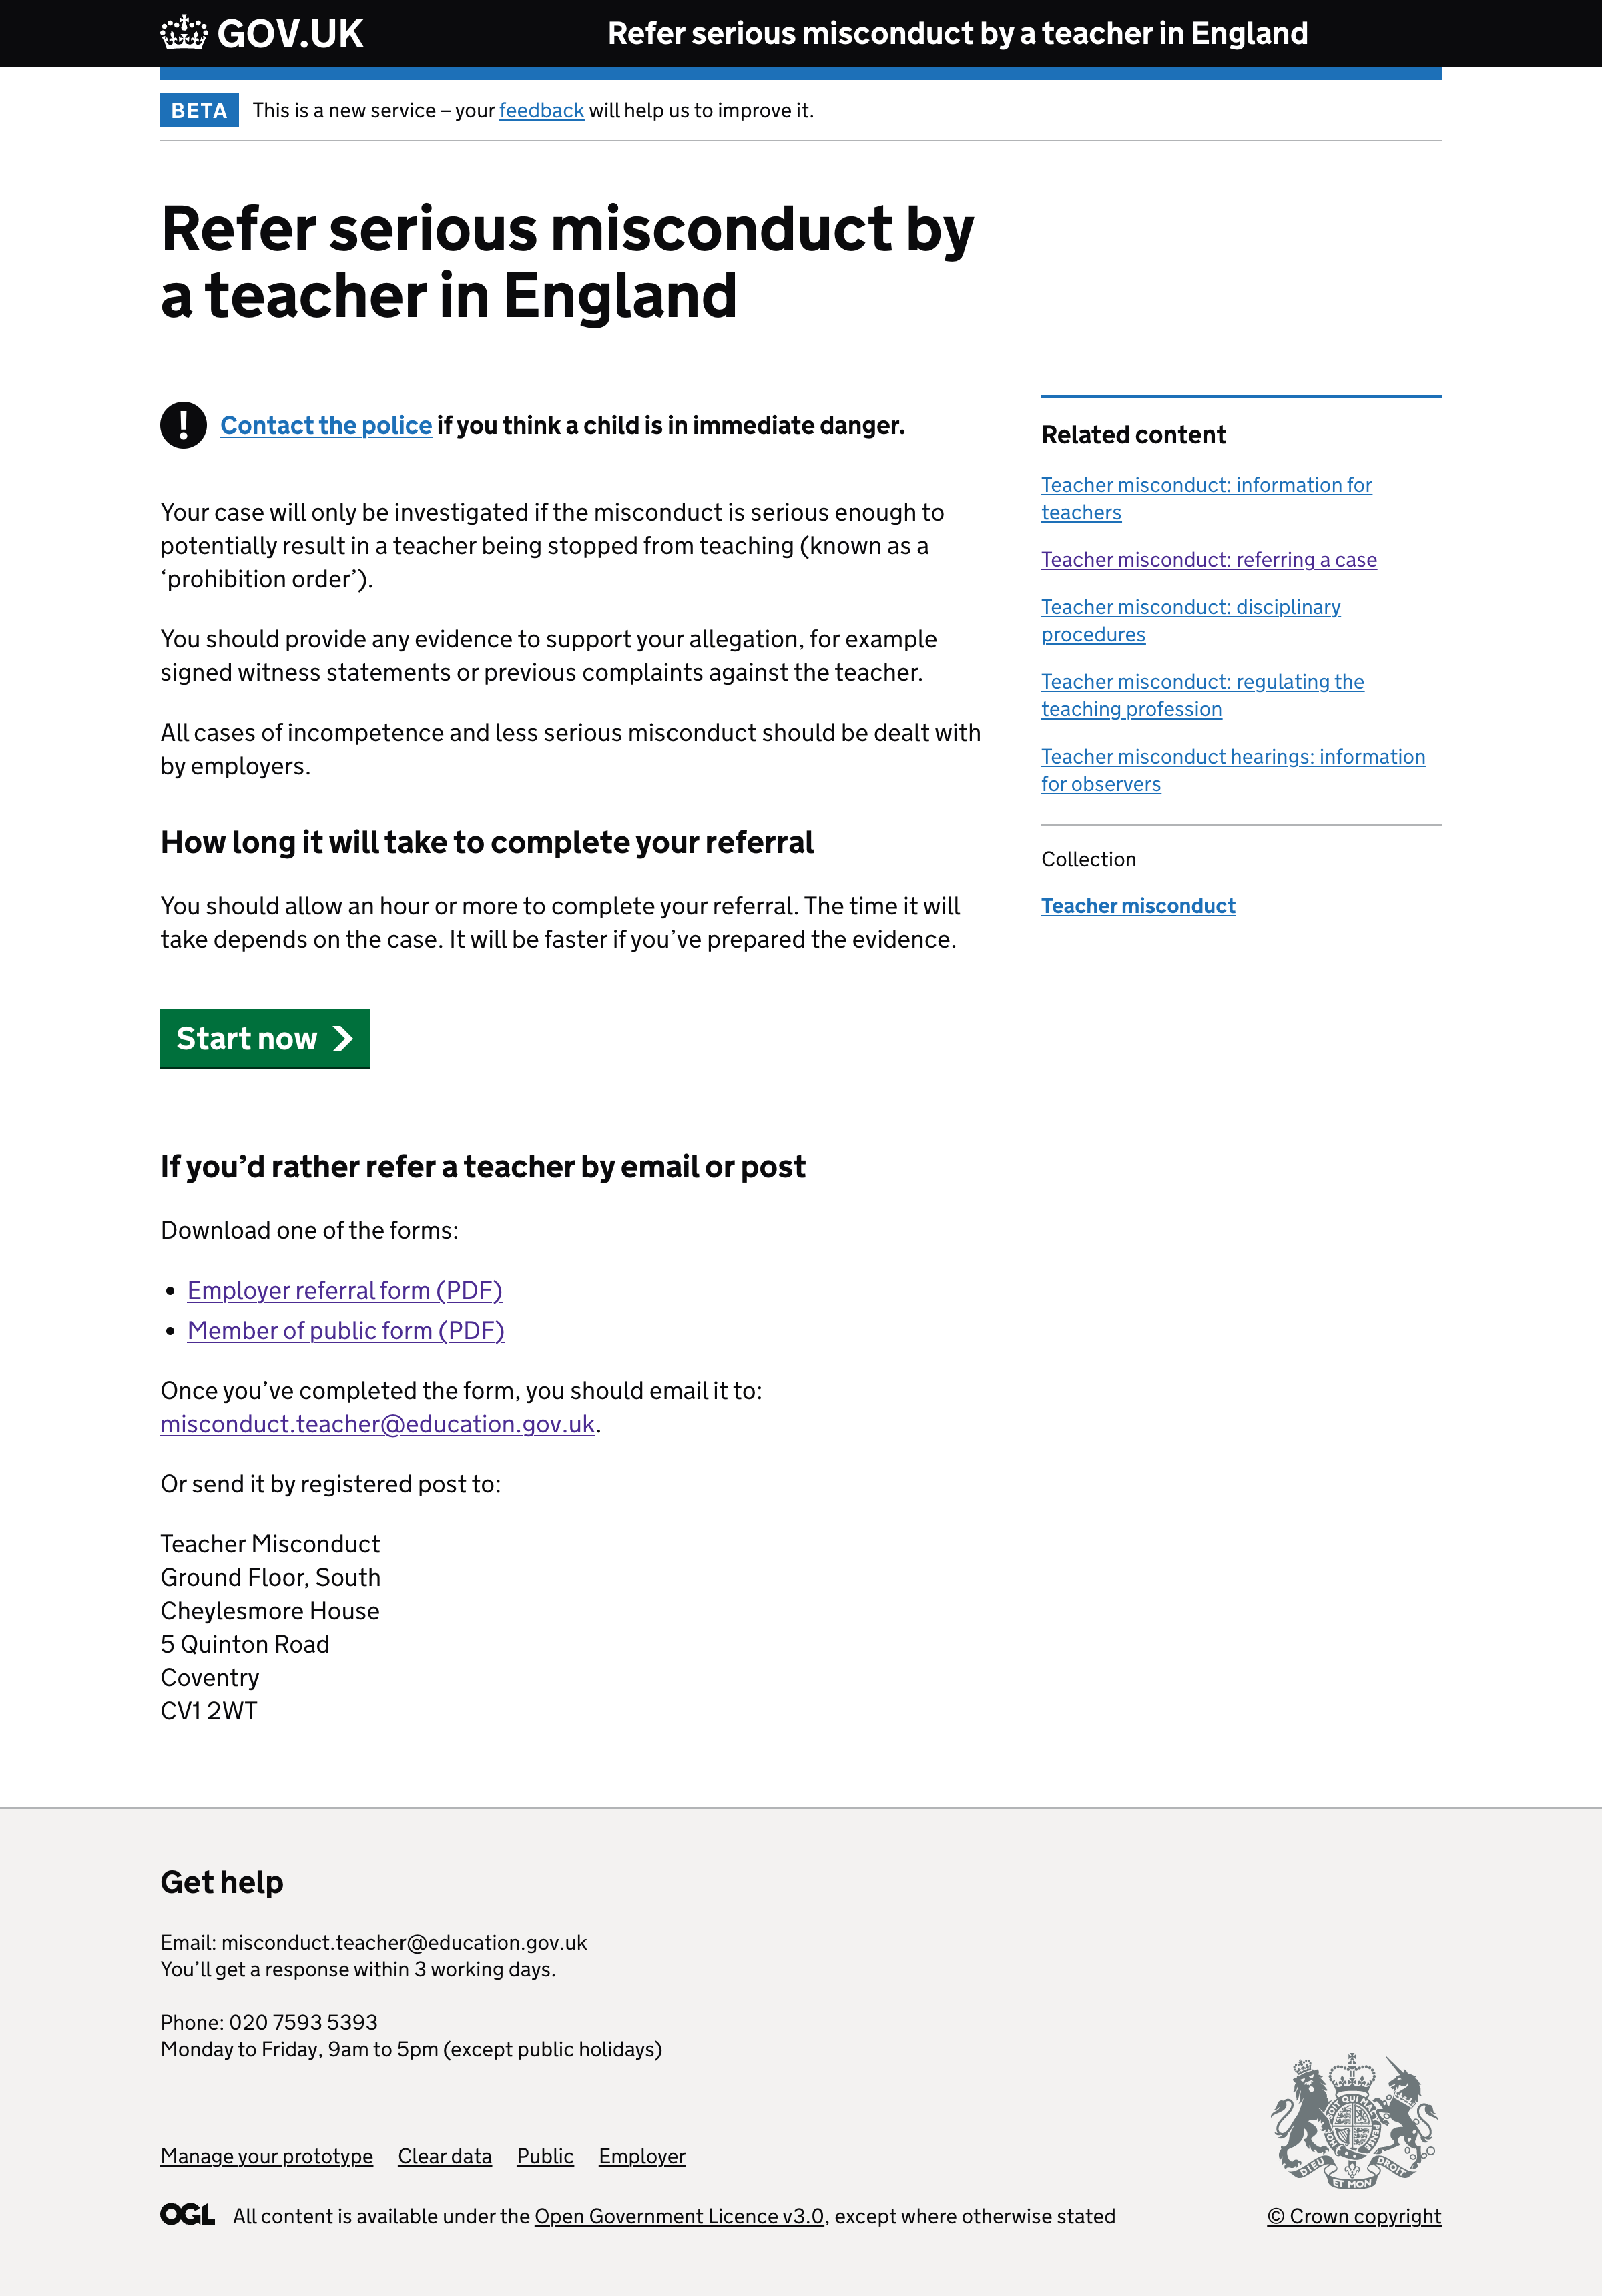 GOV.UK
Refer serious misconduct by a teacher in England
BETA
This is a new service – your feedback will help us to improve it.
Refer serious misconduct by
a teacher in England
! Contact the police if you think a child is in immediate danger.
Your case will only be investigated if the misconduct is serious enough to
potentially result in a teacher being stopped from teaching (known as a
‘prohibition order’).
You should provide any evidence to support your allegation, for example
signed witness statements or previous complaints against the teacher.
All cases of incompetence and less serious misconduct should be dealt with
by employers.
How long it will take to complete your referral
You should allow an hour or more to complete your referral. The time it will
take depends on the case. It will be faster if you’ve prepared the evidence.
Start now
If you’d rather refer a teacher by email or post
Download one of the forms:
• Employer referral form (PDF)
• Member of public form (PDF)
Once you’ve completed the form, you should email it to:
misconduct.teacher@education.gov.uk.
Or send it by registered post to:
Teacher Misconduct
Ground Floor, South
Cheylesmore House
5 Quinton Road
Coventry
CV1 2WT
Related content
Teacher misconduct: information for
teachers
Teacher misconduct: referring a case
Teacher misconduct: disciplinary
procedures
Teacher misconduct: regulating the
teaching profession
Teacher misconduct hearings: information
for observers
Collection
Teacher misconduct
Get help
Email: misconduct.teacher@education.gov.uk
You’ll get a response within 3 working days.
Phone: 020 7593 5393
Monday to Friday, 9am to 5pm (except public holidays)
Manage your prototype
Clear data
Public
Employer
OGL
All content is available under the Open Government Licence v3.0, except where otherwise stated
DIEU ET MON DROIT
© Crown copyright